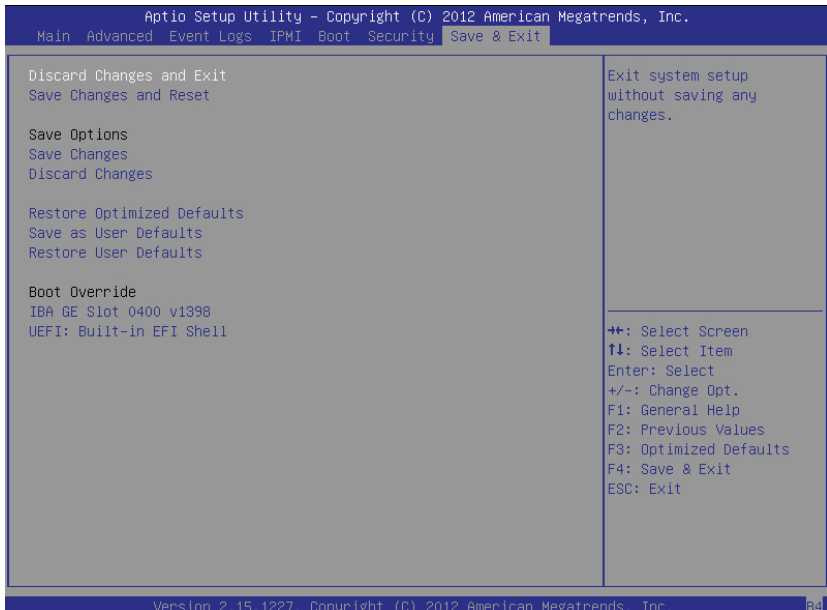 Aptio Setup Utility – Copyright (C) 2012 American Megatrends, Inc.
Main Advanced Event Logs IPMI Boot Security Save & Exit
Discard Changes and Exit
Save Changes and Reset
Save Options
Save Changes
Discard Changes
Restore Optimized Defaults
Save as User Defaults
Restore User Defaults
Boot Override
IBA GE Slot 0400 v1398
UEFI: Built-in EFI Shell
Exit system setup
without saving any
changes.
→←: Select Screen
↑↓: Select Item
Enter: Select
+/-: Change Opt.
F1: General Help
F2: Previous Values
F3: Optimized Defaults
F4: Save & Exit
ESC: Exit
Version 2.15.1227. Copyright (C) 2012 American Megatrends, Inc.
B4